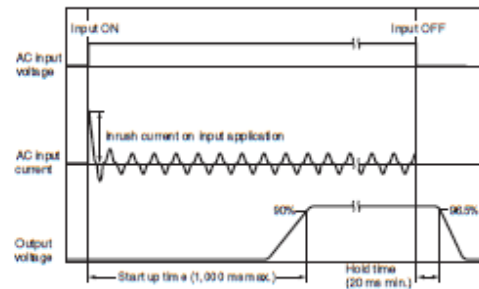 Input ON
Input OFF
AC input
voltage
Inrush current on input application
AC input
current
90%
96.5%
Output
voltage
Start up time (1,000 ms max.)
Hold time
(20 ms min.)